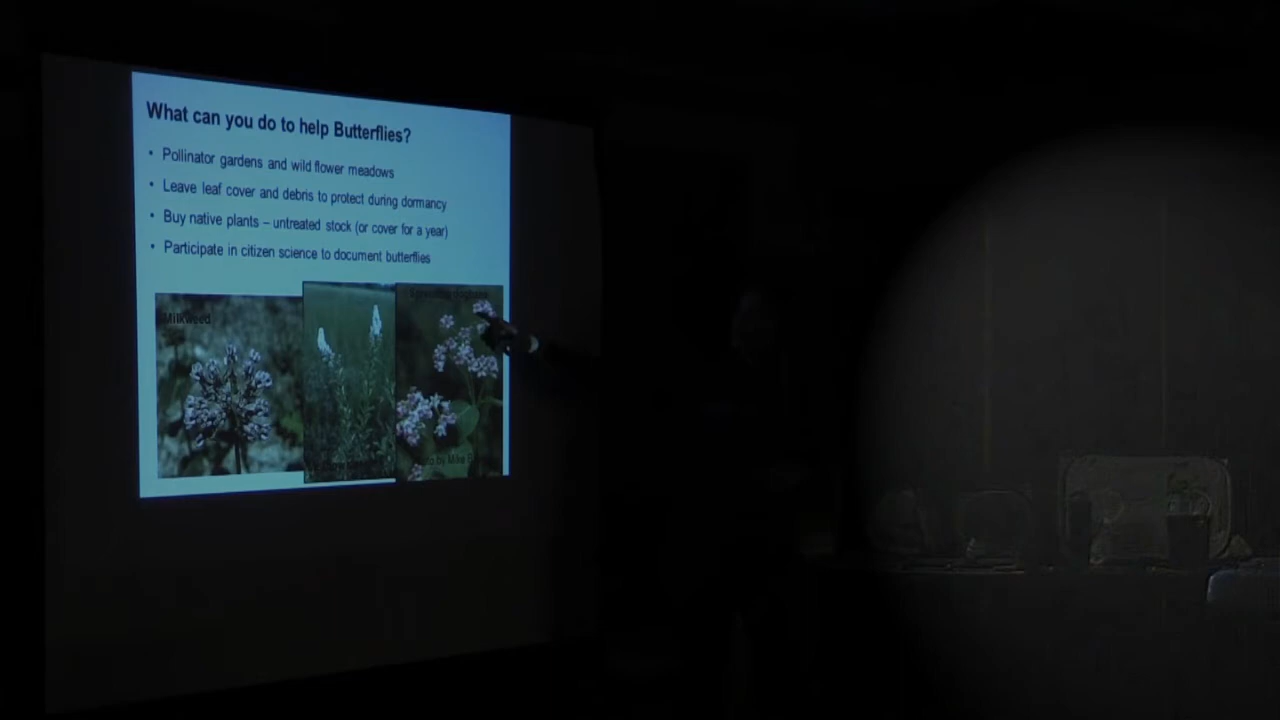 What can you do to help Butterflies?
• Pollinator gardens and wild flower meadows
• Leave leaf cover and debris to protect during dormancy
• Buy native plants – untreated stock (or cover for a year)
• Participate in citizen science to document butterflies
Milkweed
by Mike